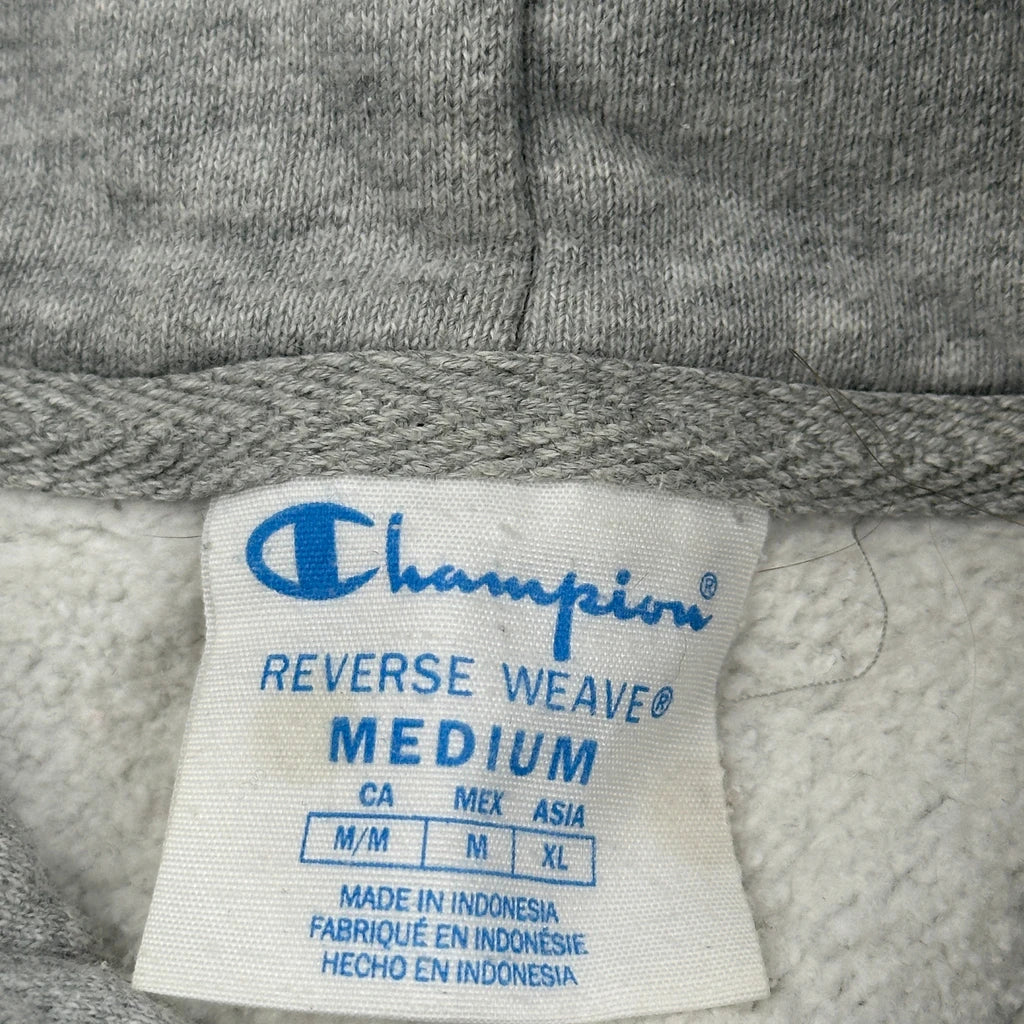 Champion®
REVERSE WEAVE®
MEDIUM
CA MEX ASIA
M/M M XL
MADE IN INDONESIA
FABRIQUÉ EN INDONÉSIE
HECHO EN INDONESIA